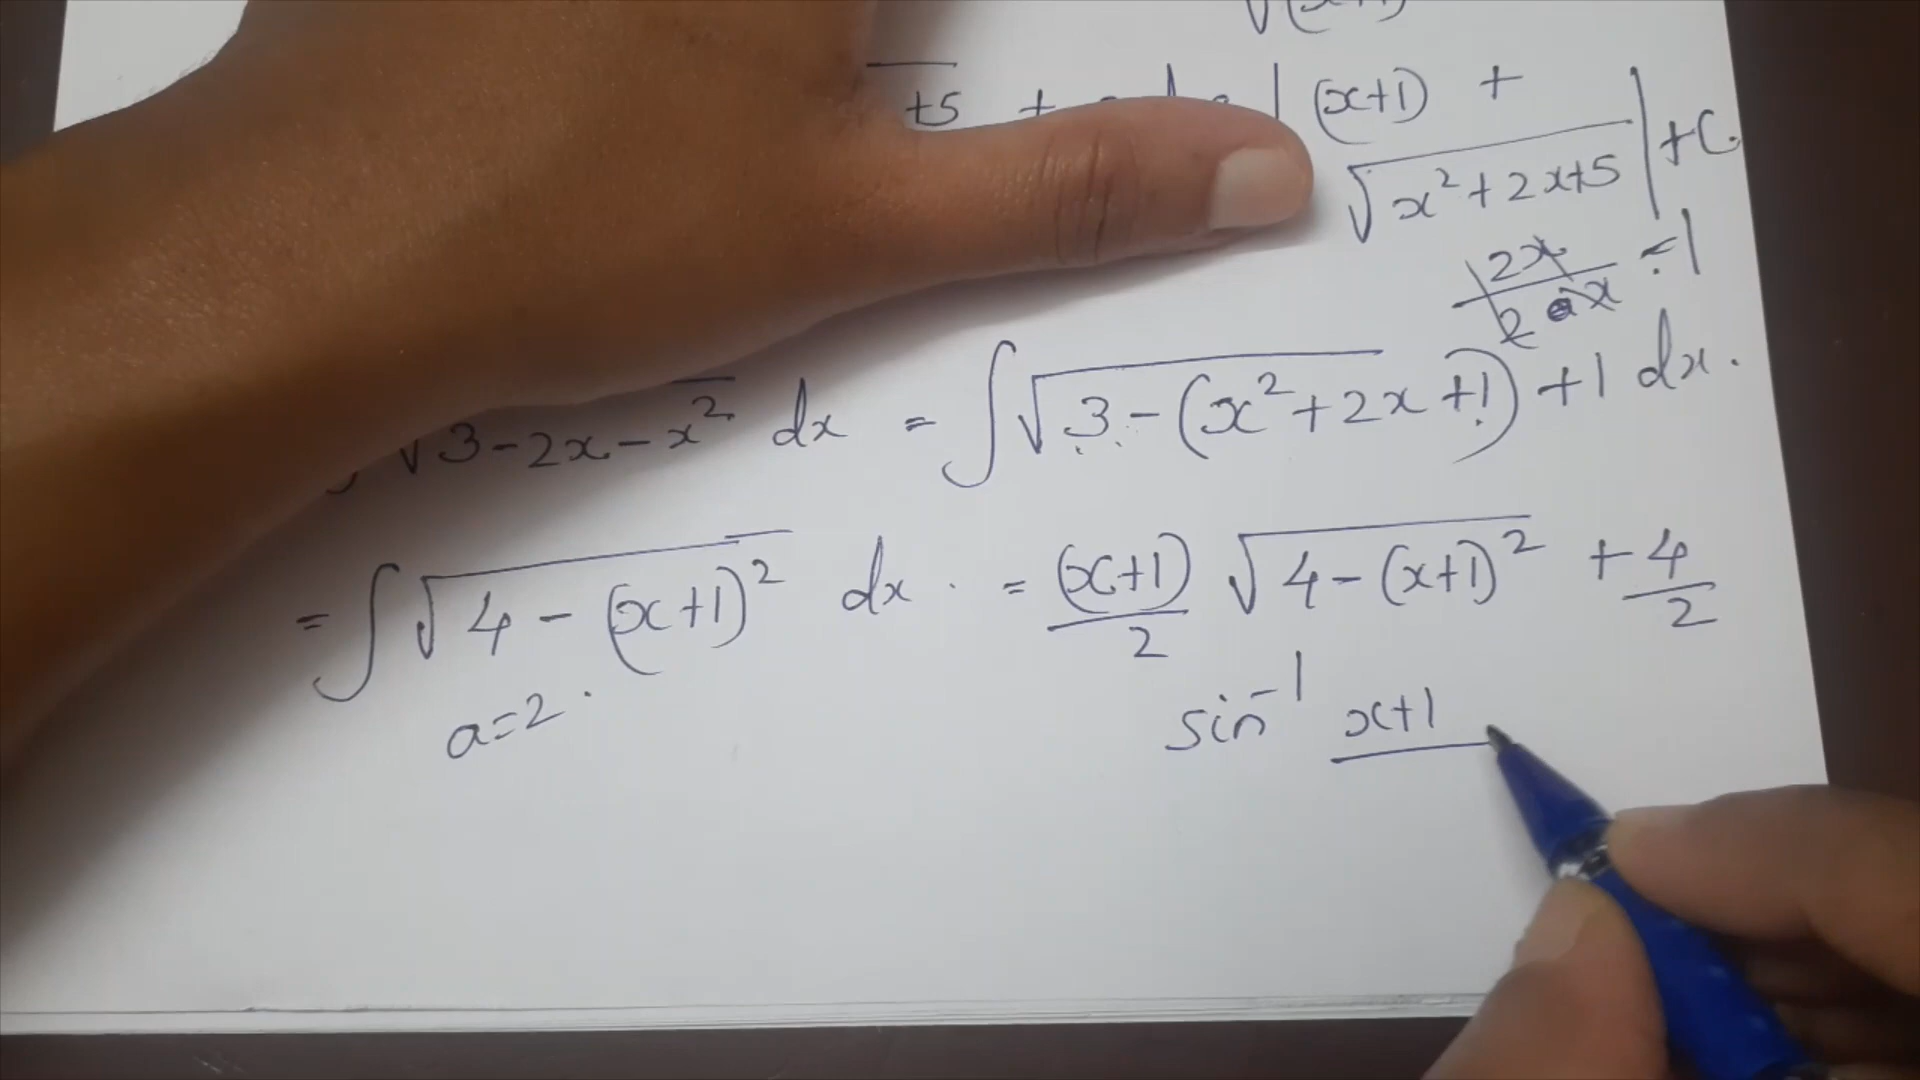 +5 + | (x+1) +
√x²+2x+5 | +C.
2x/2x = 1
√3-2x-x² dx = ∫√3-(x²+2x+1)+1 dx.
= ∫√4-(x+1)² dx. = (x+1)/2 √4-(x+1)² + 4/2
a=2.
sin⁻¹ x+1